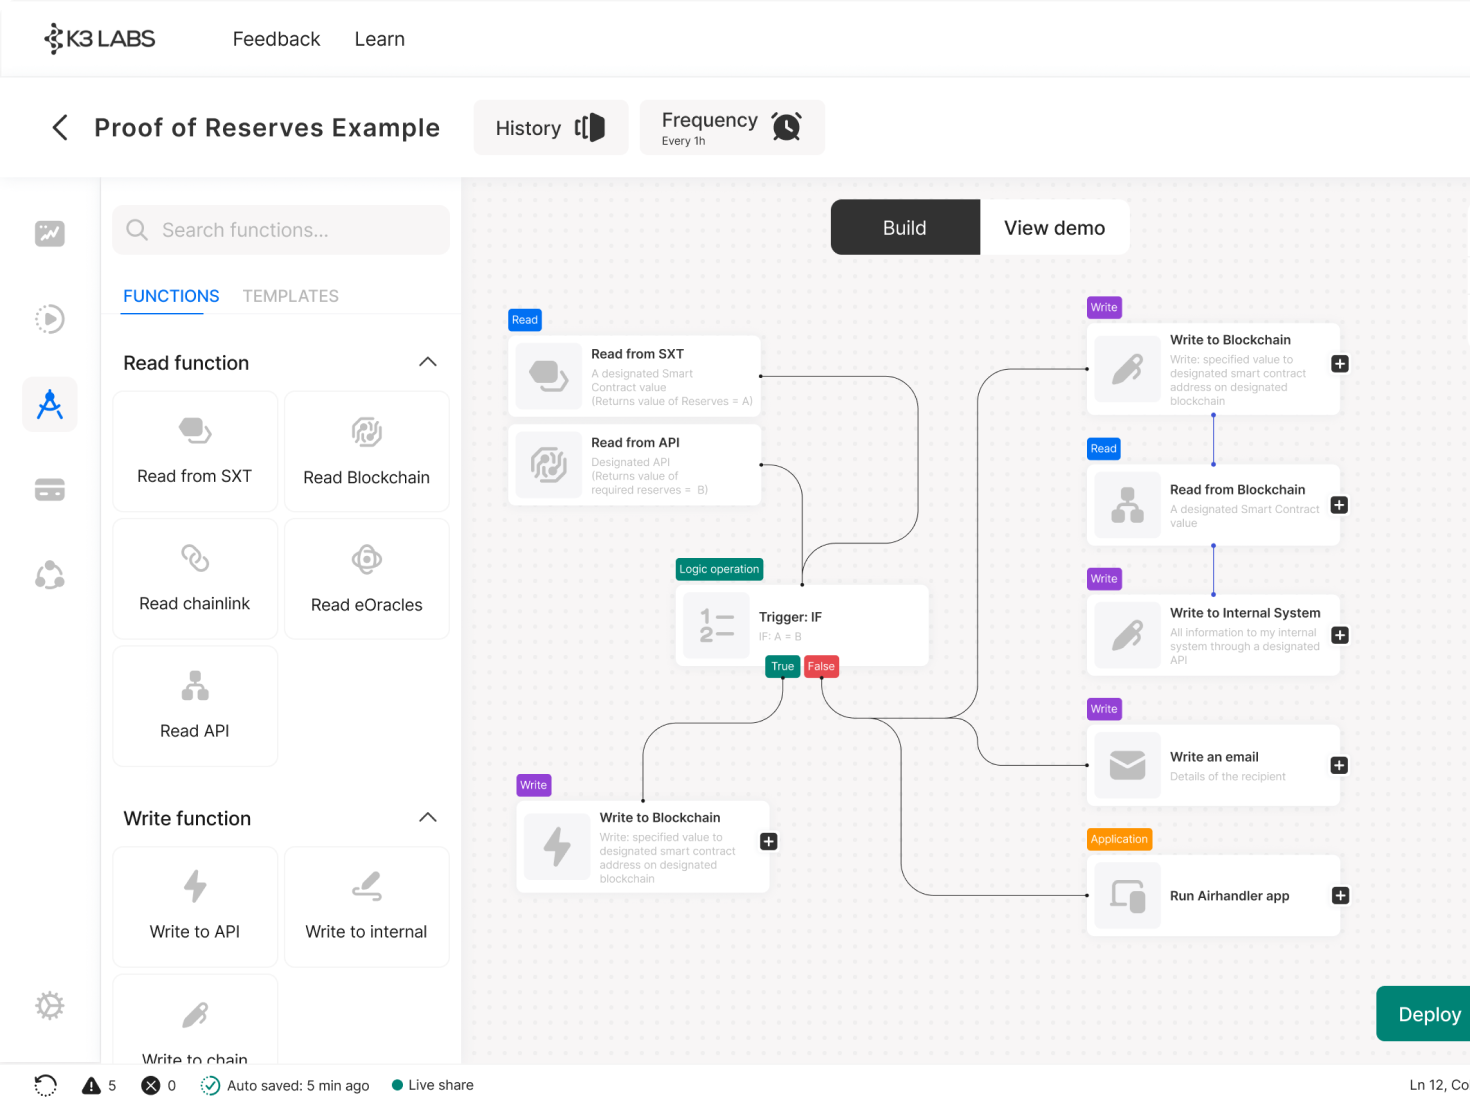 K3 LABS
Feedback
Learn
Proof of Reserves Example
History
Frequency
Every 1h
Search functions...
FUNCTIONS
TEMPLATES
Read function
Read from SXT
Read Blockchain
Read chainlink
Read eOracles
Read API
Write function
Write to API
Write to internal
Write to chain
Build
View demo
Read
Read from SXT
A designated Smart
Contract value
(Returns value of Reserves = A)
Read from API
Designated API
(Returns value of
required reserves = B)
Logic operation
1
2
Trigger: IF
IF: A = B
True
False
Write
Write to Blockchain
Write: specified value to
designated smart contract
address on designated
blockchain
Write
Write to Blockchain
Write: specified value to
designated smart contract
address on designated
blockchain
Read
Read from Blockchain
A designated Smart Contract
value
Write
Write to Internal System
All information to my internal
system through a designated
API
Write
Write an email
Details of the recipient
Application
Run Airhandler app
Deploy
5
0
Auto saved: 5 min ago
Live share
Ln 12, Co